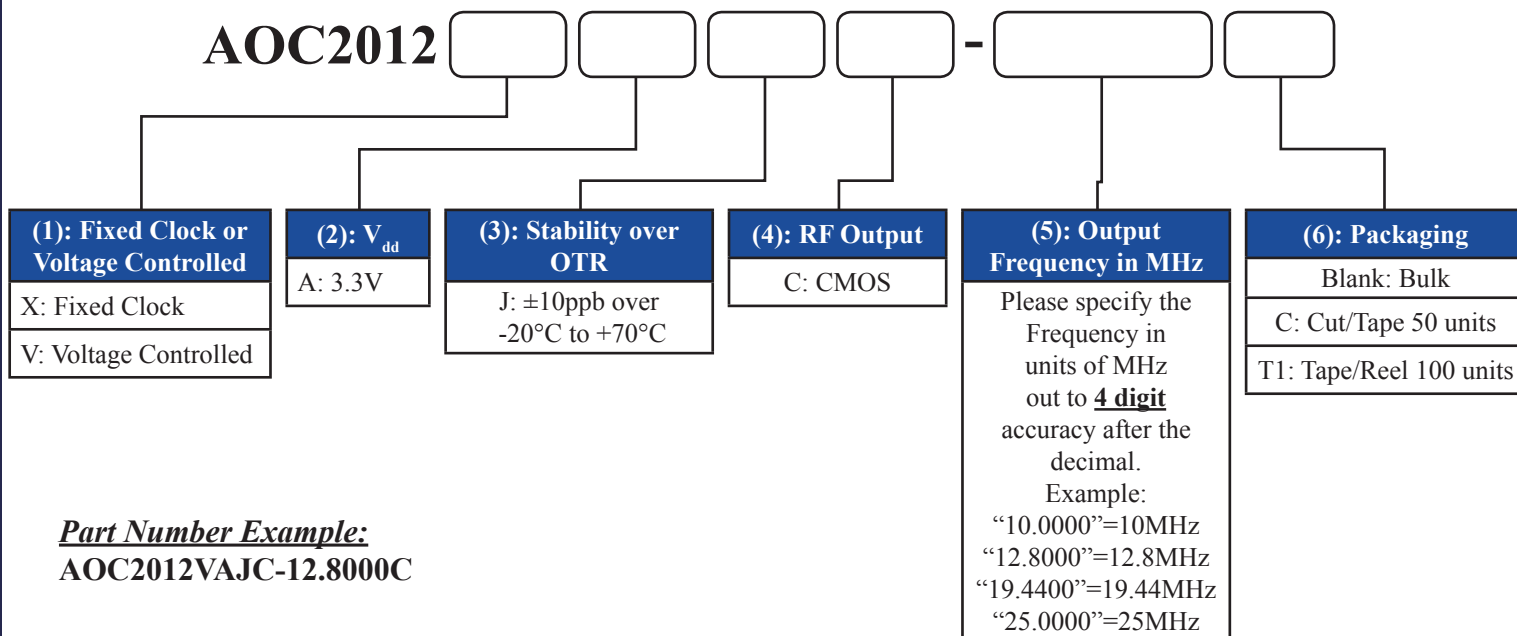 AOC2012 -
(1): Fixed Clock or
Voltage Controlled
X: Fixed Clock
V: Voltage Controlled
(2): Vdd
A: 3.3V
(3): Stability over
OTR
J: ±10ppb over
-20°C to +70°C
(4): RF Output
C: CMOS
(5): Output
Frequency in MHz
Please specify the
Frequency in
units of MHz
out to 4 digit
accuracy after the
decimal.
Example:
“10.0000”=10MHz
“12.8000”=12.8MHz
“19.4400”=19.44MHz
“25.0000”=25MHz
(6): Packaging
Blank: Bulk
C: Cut/Tape 50 units
T1: Tape/Reel 100 units
Part Number Example:
AOC2012VAJC-12.8000C